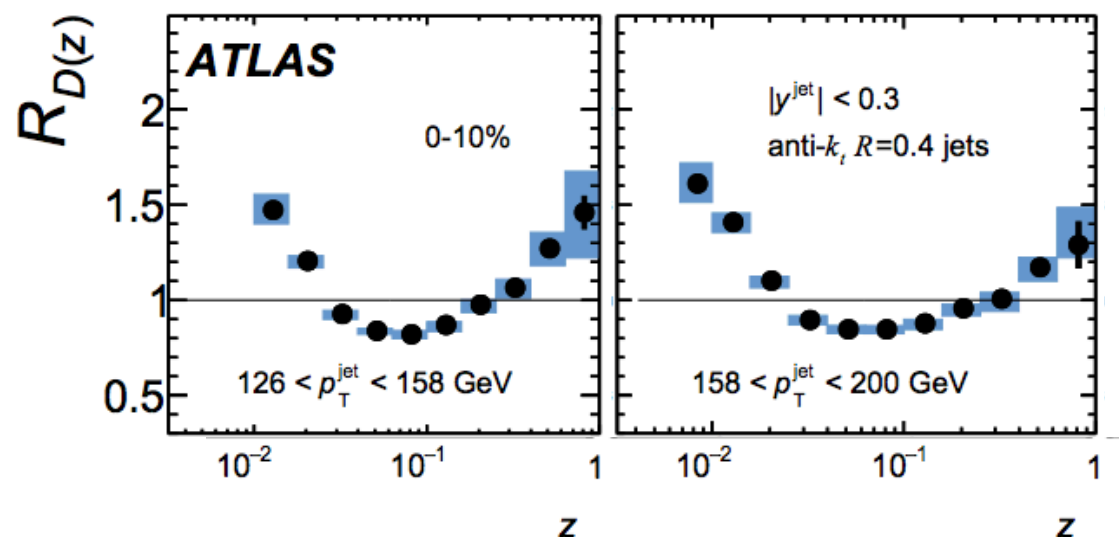 R_D(z)
2
1.5
1
0.5
ATLAS
0-10%
126 < p_T^jet < 158 GeV
10⁻² 10⁻¹ 1
z
|y^jet| < 0.3
anti-k_t R=0.4 jets
158 < p_T^jet < 200 GeV
10⁻² 10⁻¹ 1
z